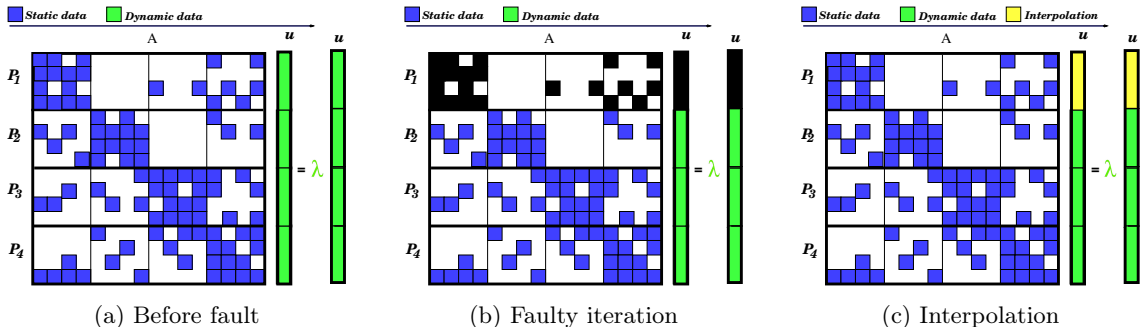 Static data Dynamic data
A u u
P1
P2
P3
= λ
P4
(a) Before fault
Static data Dynamic data
A u u
P1
P2
P3
= λ
P4
(b) Faulty iteration
Static data Dynamic data Interpolation
A u u
P1
P2
P3
= λ
P4
(c) Interpolation